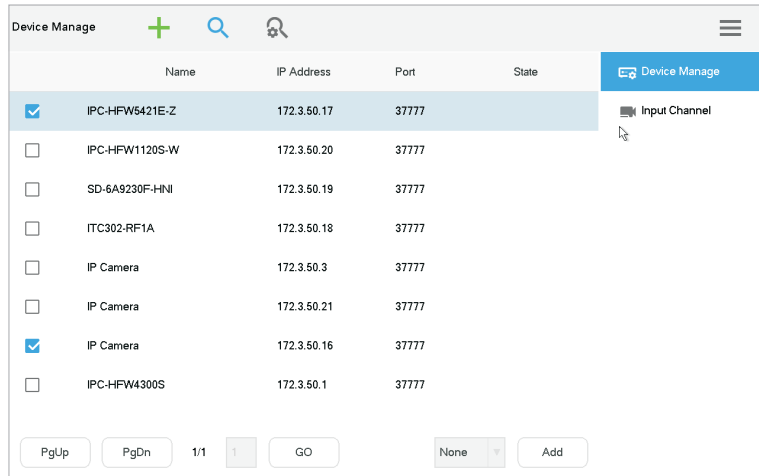 Device Manage
Name IP Address Port State
Device Manage
IPC-HFW5421E-Z 172.3.50.17 37777
Input Channel
IPC-HFW1120S-W 172.3.50.20 37777
SD-6A9230F-HNI 172.3.50.19 37777
ITC302-RF1A 172.3.50.18 37777
IP Camera 172.3.50.3 37777
IP Camera 172.3.50.21 37777
IP Camera 172.3.50.16 37777
IPC-HFW4300S 172.3.50.1 37777
PgUp PgDn 1/1 1 GO None Add